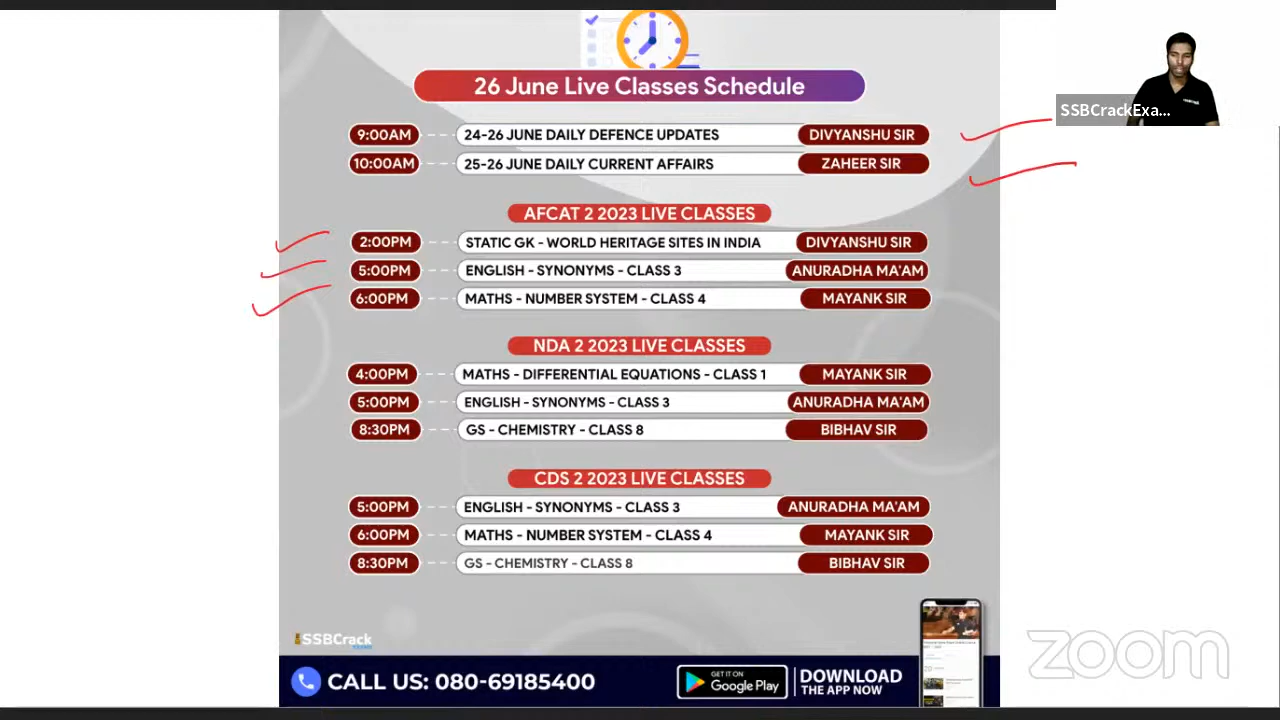 26 June Live Classes Schedule
SSBCrackExa...
9:00AM 24-26 JUNE DAILY DEFENCE UPDATES DIVYANSHU SIR
10:00AM 25-26 JUNE DAILY CURRENT AFFAIRS ZAHEER SIR
AFCAT 2 2023 LIVE CLASSES
2:00PM STATIC GK - WORLD HERITAGE SITES IN INDIA DIVYANSHU SIR
5:00PM ENGLISH - SYNONYMS - CLASS 3 ANURADHA MA'AM
6:00PM MATHS - NUMBER SYSTEM - CLASS 4 MAYANK SIR
NDA 2 2023 LIVE CLASSES
4:00PM MATHS - DIFFERENTIAL EQUATIONS - CLASS 1 MAYANK SIR
5:00PM ENGLISH - SYNONYMS - CLASS 3 ANURADHA MA'AM
8:30PM GS - CHEMISTRY - CLASS 8 BIBHAV SIR
CDS 2 2023 LIVE CLASSES
5:00PM ENGLISH - SYNONYMS - CLASS 3 ANURADHA MA'AM
6:00PM MATHS - NUMBER SYSTEM - CLASS 4 MAYANK SIR
8:30PM GS - CHEMISTRY - CLASS 8 BIBHAV SIR
SSBCrack
EXAMS
zoom
CALL US: 080-69185400
GET IT ON
Google Play
DOWNLOAD
THE APP NOW